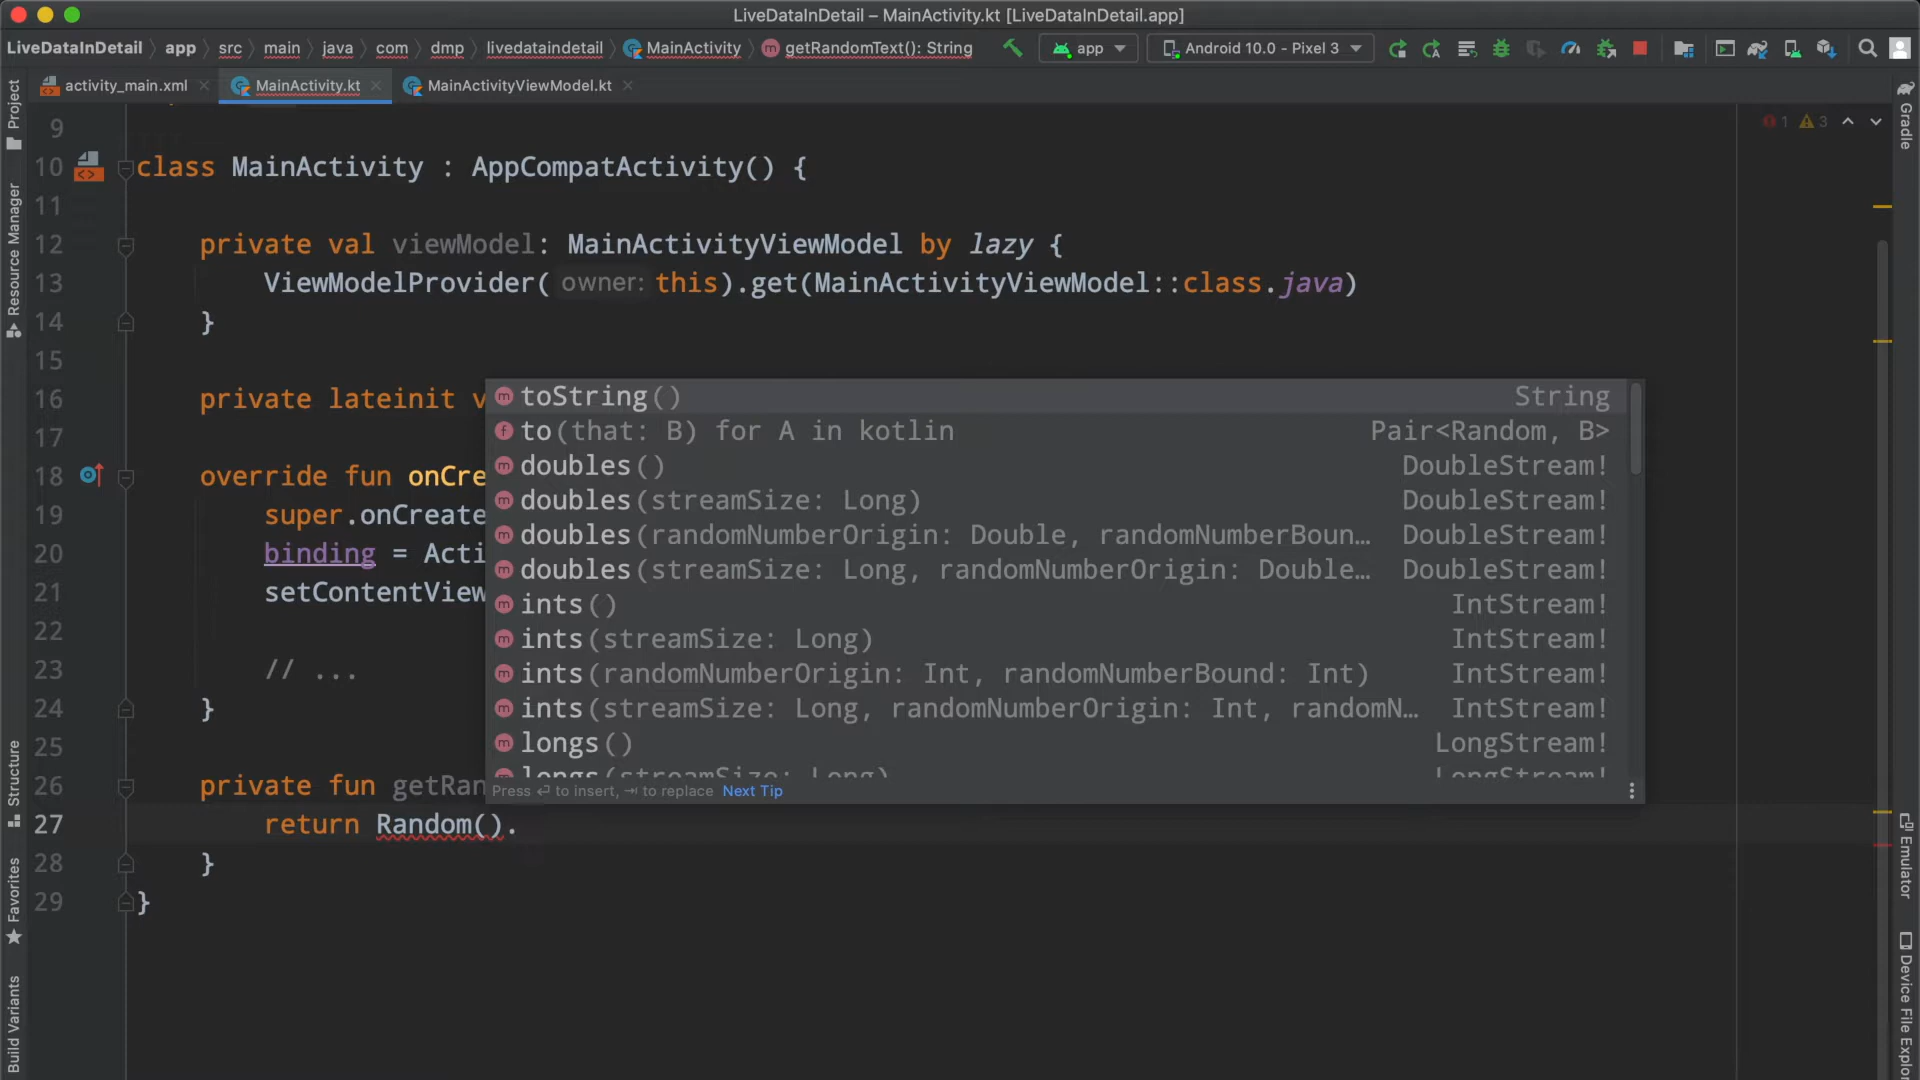 LiveDataInDetail – MainActivity.kt [LiveDataInDetail.app]
LiveDataInDetail app src main java com dmp livedataindetail MainActivity getRandomText(): String app Android 10.0 - Pixel 3
activity_main.xml MainActivity.kt MainActivityViewModel.kt
Project
Resource Manager
Structure
Favorites
Build Variants
Gradle
Emulator
Device File Explor
1 3
9
10 class MainActivity : AppCompatActivity() {
11
12 private val viewModel: MainActivityViewModel by lazy {
13 ViewModelProvider( owner: this).get(MainActivityViewModel::class.java)
14 }
15
16 private lateinit v
17
18 override fun onCre
19 super.onCreate
20 binding = Acti
21 setContentView
22
23 // ...
24 }
25
26 private fun getRan
27 return Random().
28 }
29 }
toString() String
to(that: B) for A in kotlin Pair<Random, B>
doubles() DoubleStream!
doubles(streamSize: Long) DoubleStream!
doubles(randomNumberOrigin: Double, randomNumberBoun… DoubleStream!
doubles(streamSize: Long, randomNumberOrigin: Double… DoubleStream!
ints() IntStream!
ints(streamSize: Long) IntStream!
ints(randomNumberOrigin: Int, randomNumberBound: Int) IntStream!
ints(streamSize: Long, randomNumberOrigin: Int, randomN… IntStream!
longs() LongStream!
longs(streamSize: Long) LongStream!
Press ⏎ to insert, ⇥ to replace Next Tip